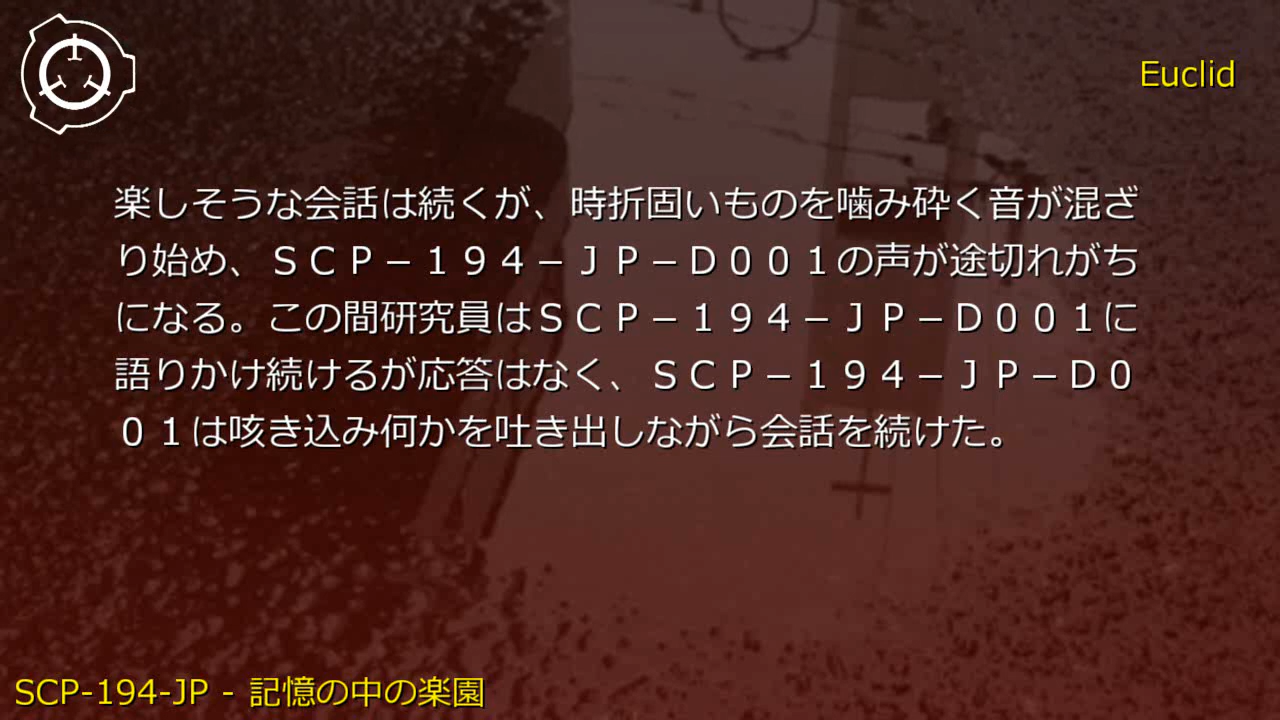 Euclid
楽しそうな会話は続くが、時折固いものを噛み砕く音が混ざ
り始め、ＳＣＰ－１９４－ＪＰ－Ｄ００１の声が途切れがち
になる。この間研究員はＳＣＰ－１９４－ＪＰ－Ｄ００１に
語りかけ続けるが応答はなく、ＳＣＰ－１９４－ＪＰ－Ｄ０
０１は咳き込み何かを吐き出しながら会話を続けた。
SCP-194-JP - 記憶の中の楽園